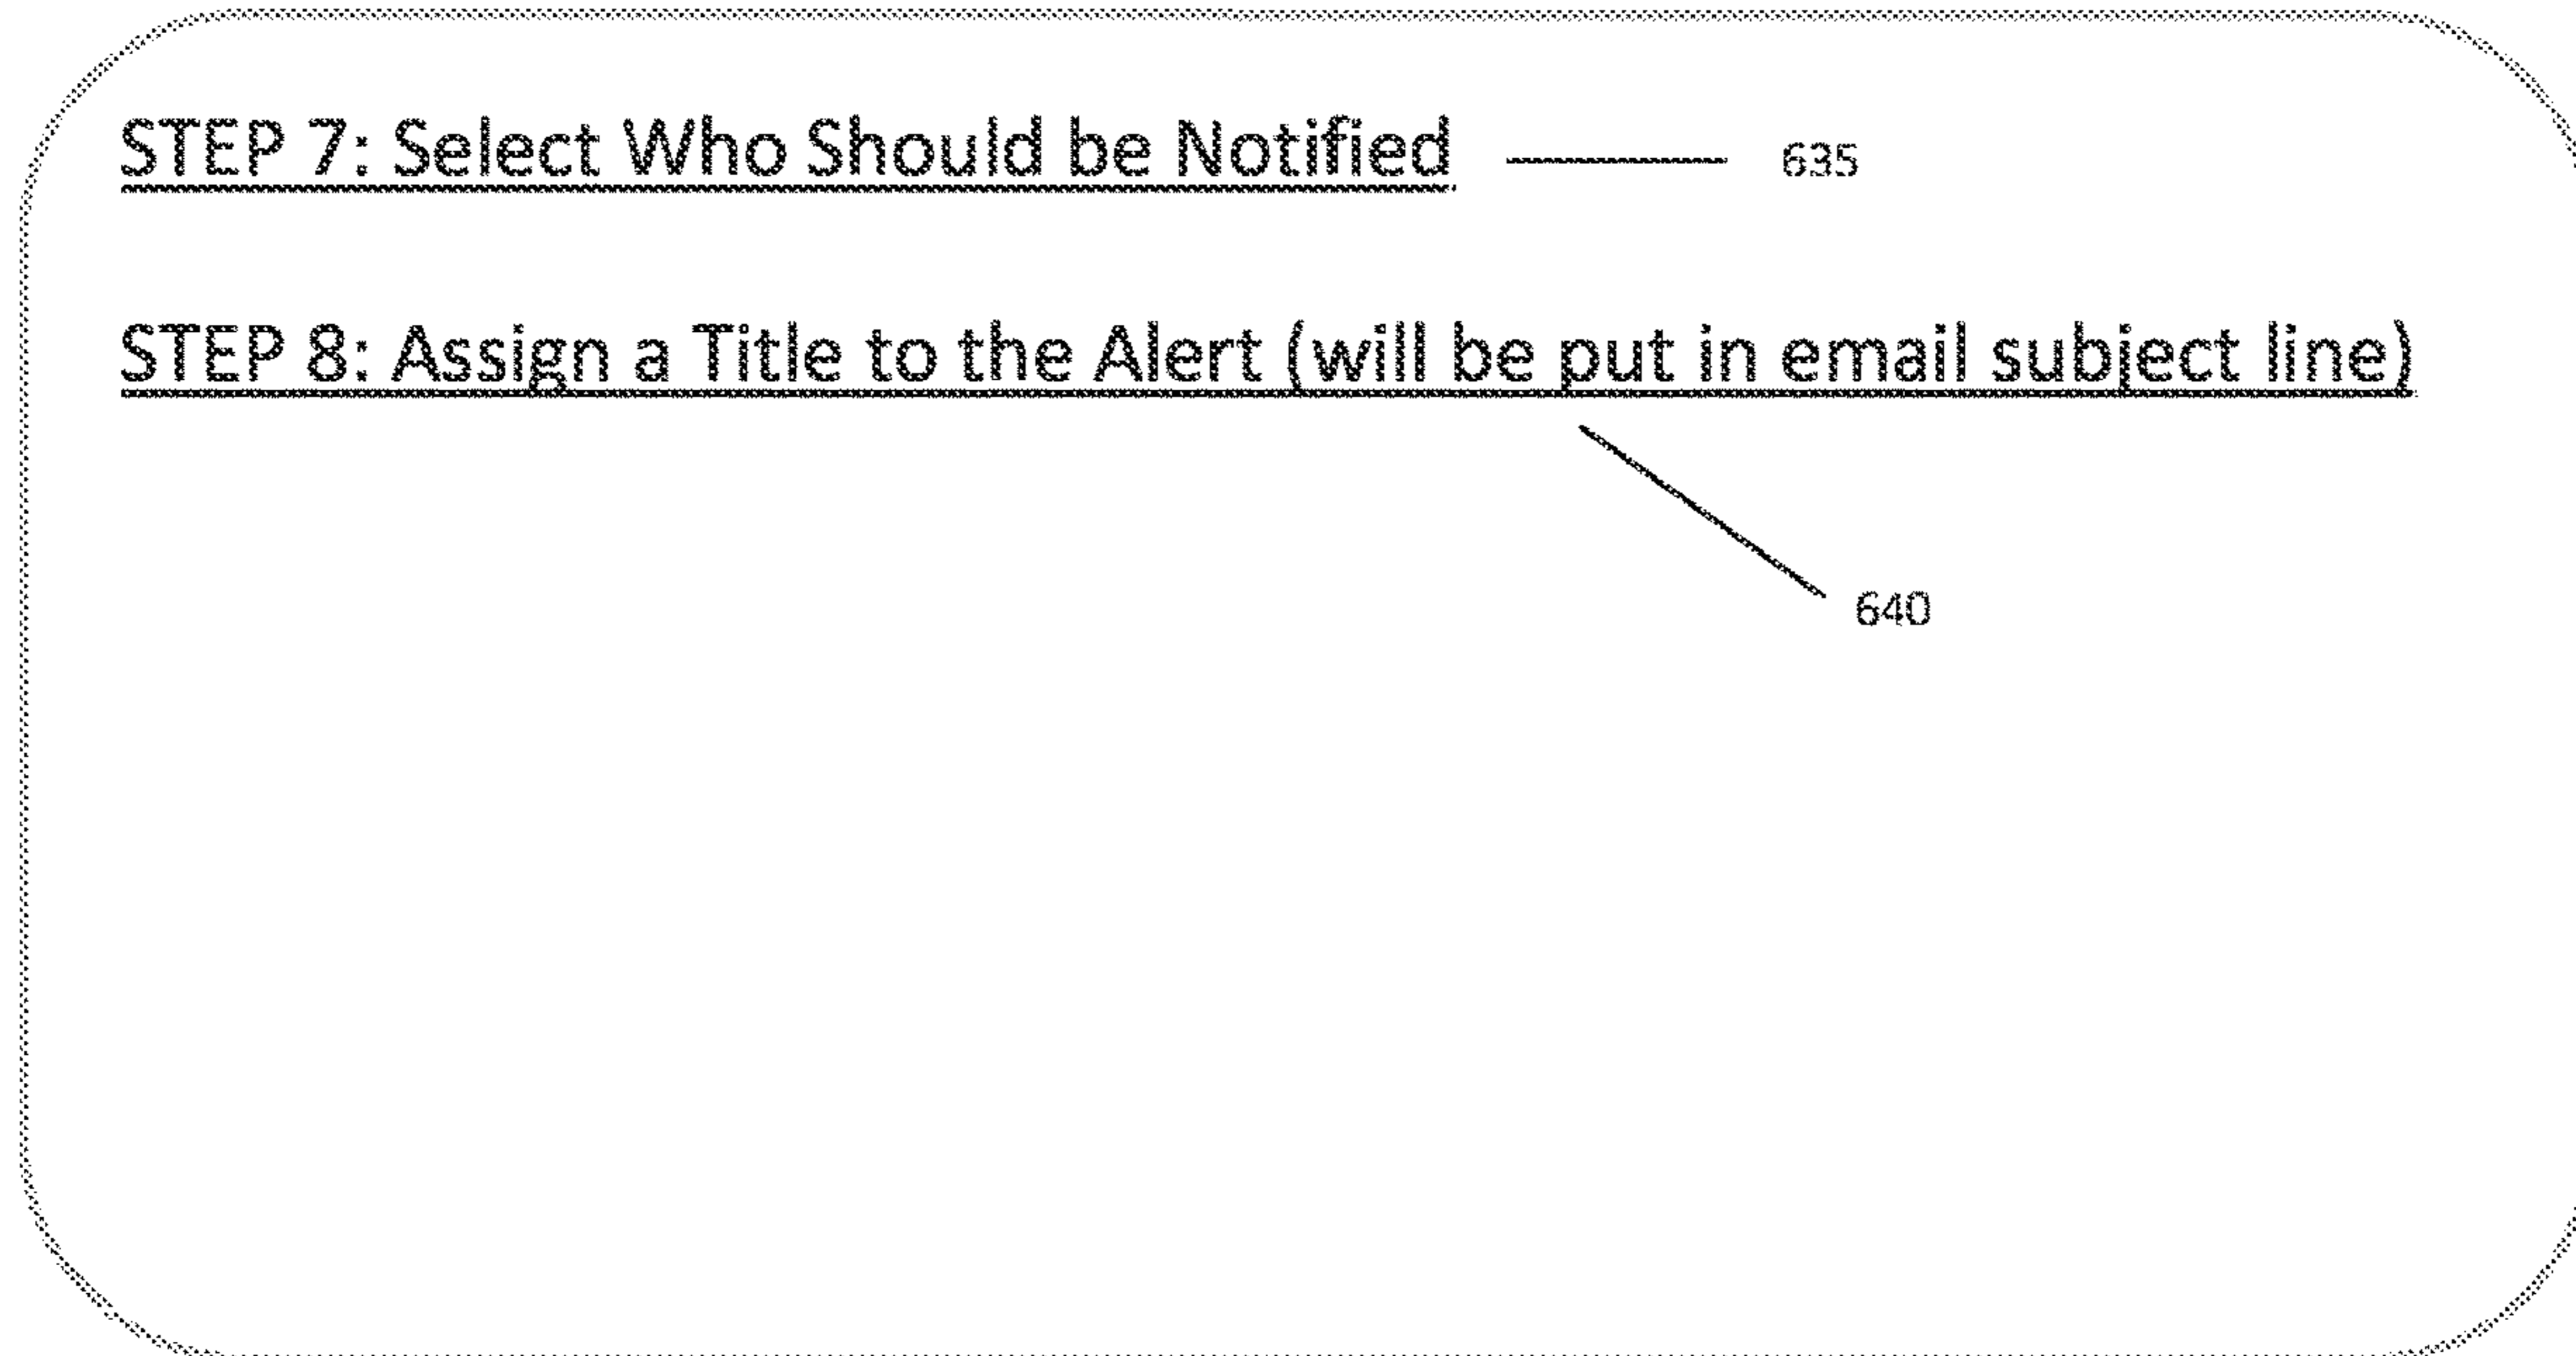 STEP 7: Select Who Should be Notified 635
STEP 8: Assign a Title to the Alert (will be put in email subject line)
640